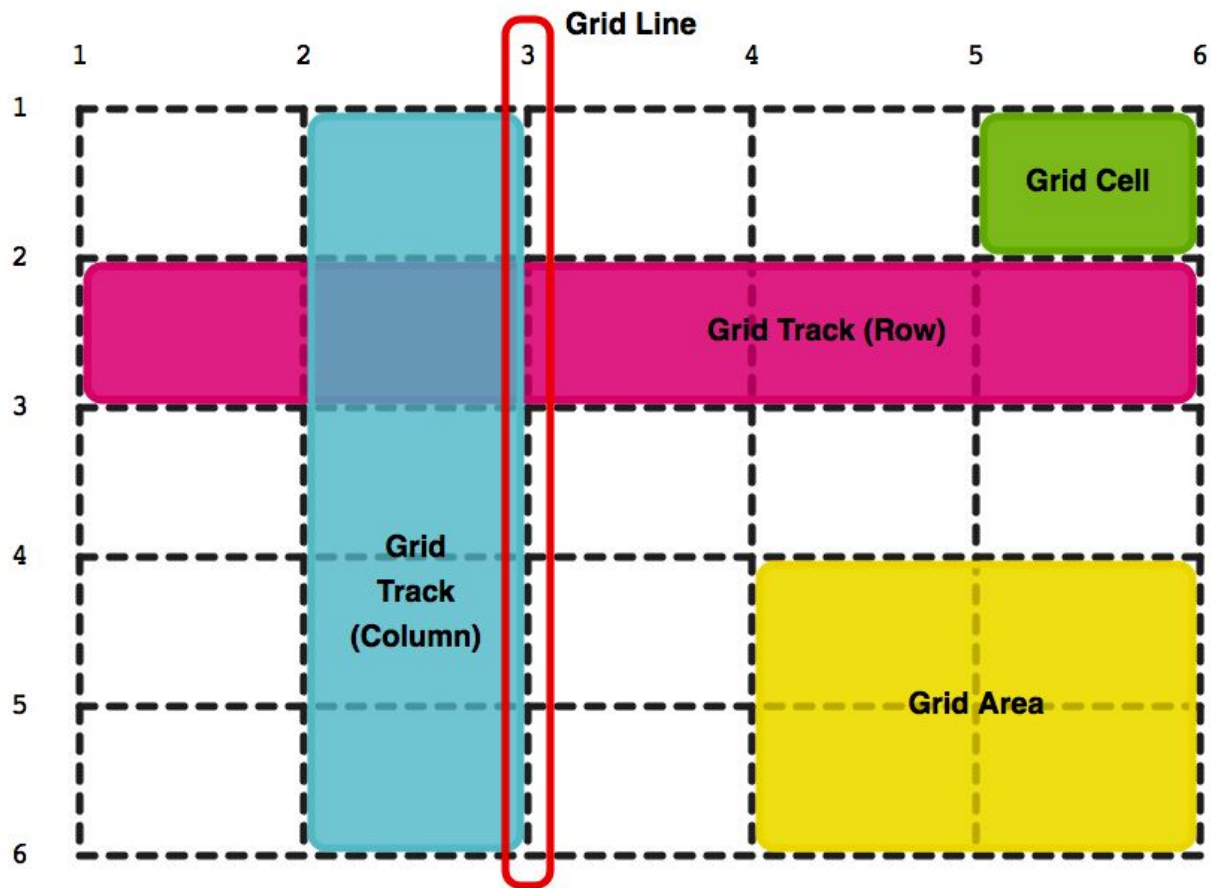 Grid Line
1 2 3 4 5 6
1
Grid Cell
2
Grid Track (Row)
3
4
Grid
Track
(Column)
5
Grid Area
6